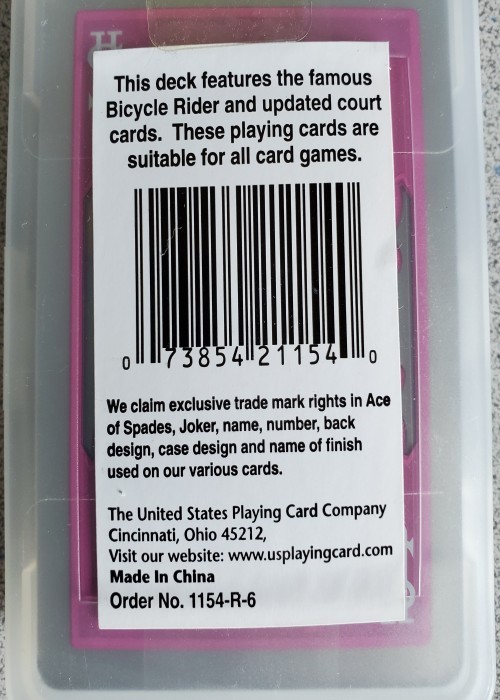 This deck features the famous
Bicycle Rider and updated court
cards. These playing cards are
suitable for all card games.
0 73854 21154 0
We claim exclusive trade mark rights in Ace
of Spades, Joker, name, number, back
design, case design and name of finish
used on our various cards.
The United States Playing Card Company
Cincinnati, Ohio 45212,
Visit our website: www.usplayingcard.com
Made In China
Order No. 1154-R-6